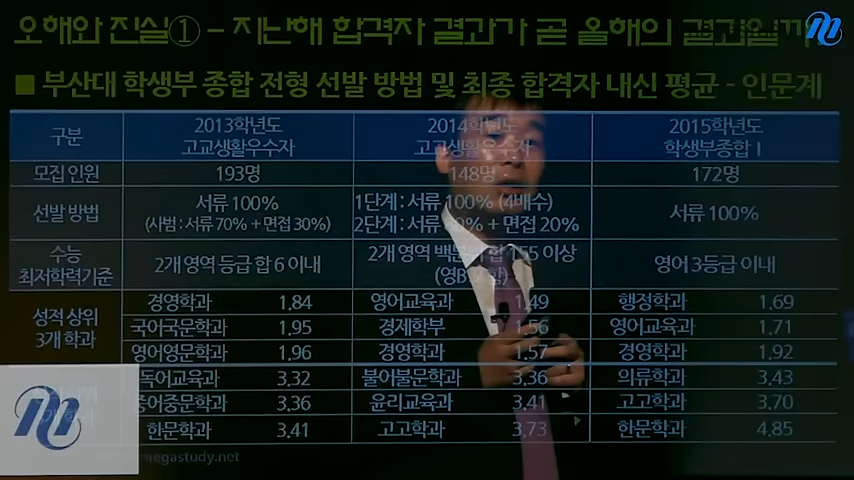 오해와 진실① - 지난해 합격자 결과가 곧 올해의 결과일까?
■ 부산대 학생부 종합 전형 선발 방법 및 최종 합격자 내신 평균 - 인문계
구분 2013학년도 고교생활우수자 2014학년도 고교생활우수자 2015학년도 학생부종합 I
모집 인원 193명 148명 172명
선발 방법 서류 100% (사범 : 서류 70% + 면접 30%) 1단계 : 서류 100% (4배수) 2단계 : 서류 + 면접 20% 서류 100%
수능 최저학력기준 2개 영역 등급 합 6 이내 2개 영역 합 155 이상 영어 3등급 이내
성적 상위 3개 학과 경영학과 1.84 영어교육과 1.49 행정학과 1.69
국어국문학과 1.95 경제학부 1.56 영어교육과 1.71
영어영문학과 1.96 경영학과 1.57 경영학과 1.92
독어교육과 3.32 불어불문학과 3.36 의류학과 3.43
중어중문학과 3.36 윤리교육과 3.41 고고학과 3.70
한문학과 3.41 고고학과 3.73 한문학과 4.85
megastudy.net